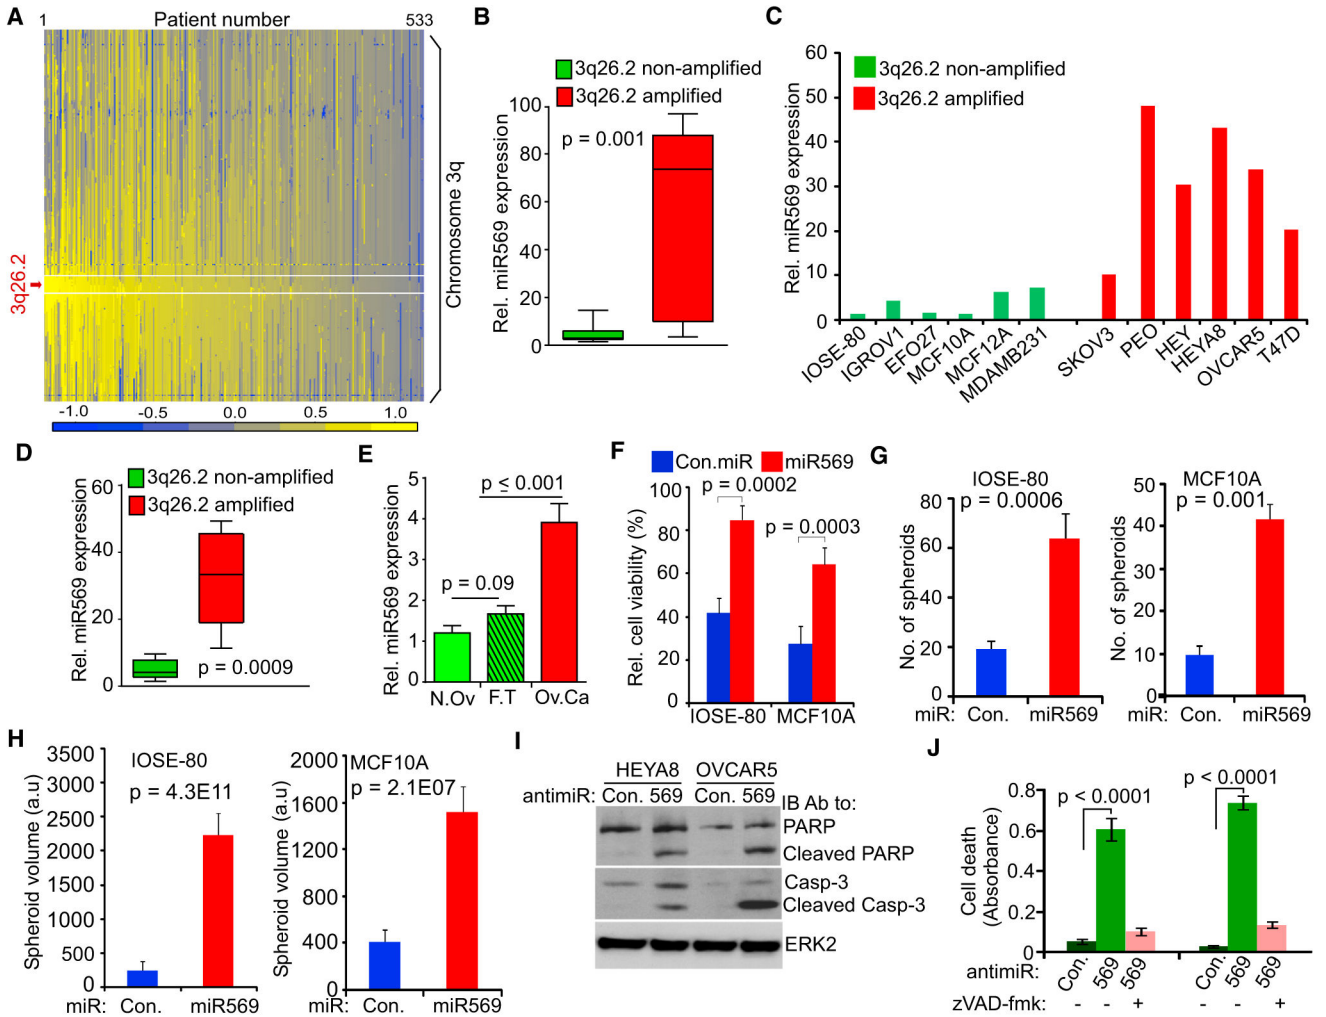 A
1 Patient number 533
3q26.2
Chromosome 3q
-1.0 -0.5 0.0 0.5 1.0
B
3q26.2 non-amplified
3q26.2 amplified
Rel. miR569 expression
100
80
60
40
20
0
p = 0.001
C
3q26.2 non-amplified
3q26.2 amplified
Rel. miR569 expression
60
50
40
30
20
10
0
IOSE-80 IGROV1 EFO27 MCF10A MCF12A MDAMB231 SKOV3 PEO HEY HEYA8 OVCAR5 T47D
D
3q26.2 non-amplified
3q26.2 amplified
Rel. miR569 expression
60
40
20
0
p = 0.0009
E
Rel. miR569 expression
5
4
3
2
1
0
p ≤ <0.001
p = 0.09
N.Ov F.T Ov.Ca
F
Con.miR miR569
Rel. cell viability (%)
100
80
60
40
20
0
p = 0.0002
p = 0.0003
IOSE-80 MCF10A
G
IOSE-80
p = 0.0006
No. of spheroids
80
60
40
20
0
miR: Con. miR569
MCF10A
p = 0.001
No. of spheroids
50
40
30
20
10
0
miR: Con. miR569
H
IOSE-80
p = 4.3E11
Spheroid volume (a.u)
3500
3000
2500
2000
1500
1000
500
0
miR: Con. miR569
MCF10A
p = 2.1E07
Spheroid volume (a.u)
2000
1600
1200
800
400
0
miR: Con. miR569
I
HEYA8 OVCAR5
antimiR: Con. 569 Con. 569 IB Ab to:
PARP
Cleaved PARP
Casp-3
Cleaved Casp-3
ERK2
J
Cell death
(Absorbance)
0.8
0.6
0.4
0.2
0
p < 0.0001
p < 0.0001
antimiR: Con. 569 569 Con. 569 569
zVAD-fmk: - - + - - +